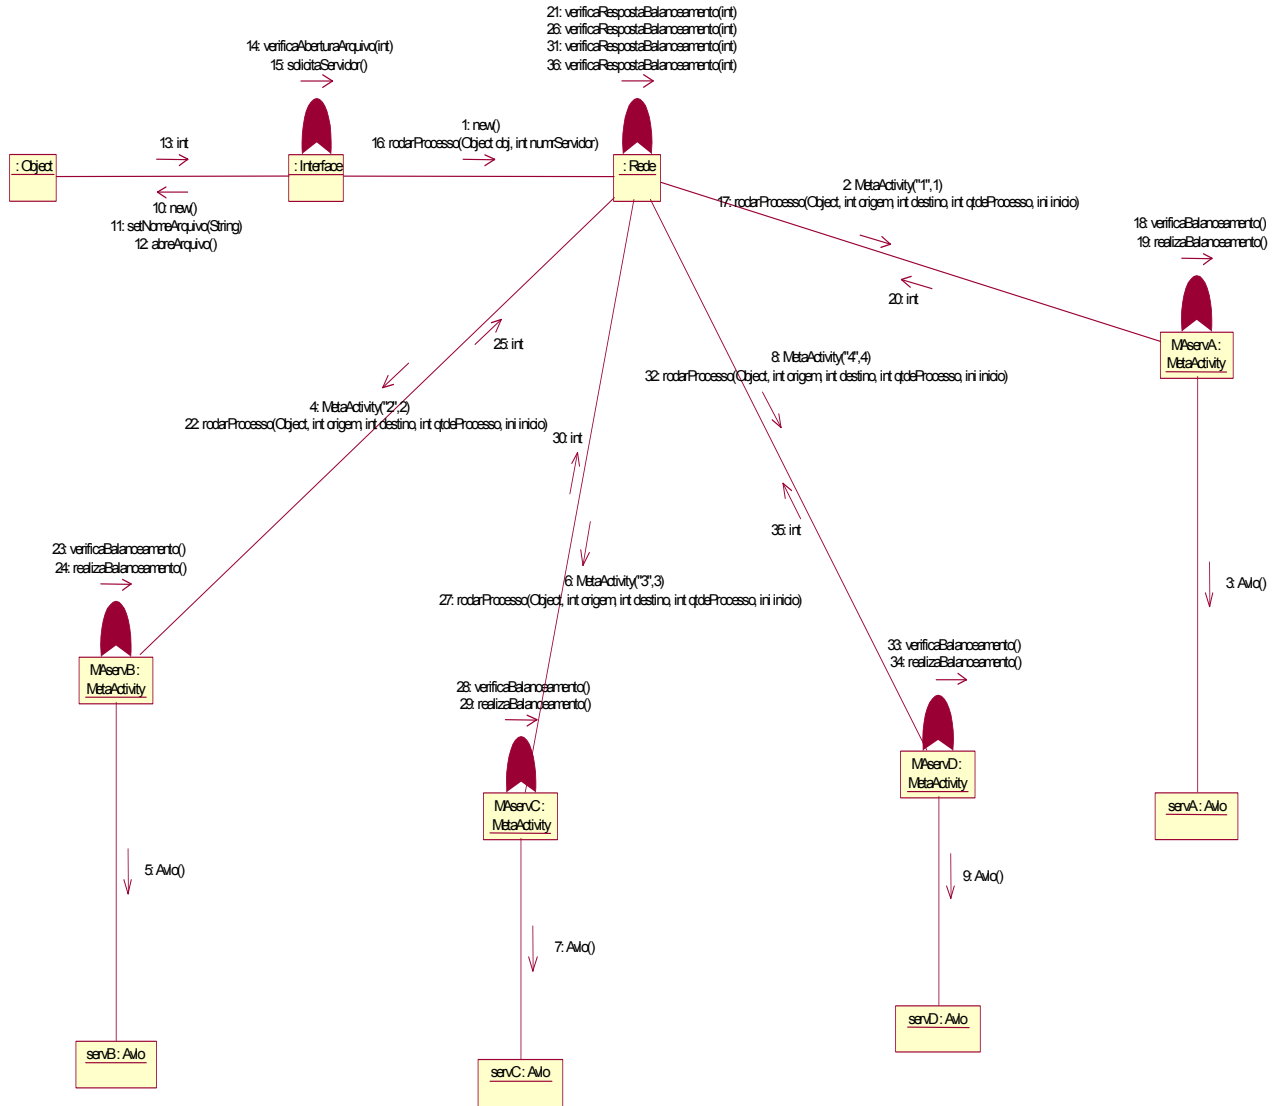 21: verificaRespostaBalanceamento(int)
26: verificaRespostaBalanceamento(int)
31: verificaRespostaBalanceamento(int)
36: verificaRespostaBalanceamento(int)
14: verificaAberturaArquivo(int)
15: solicitaServidor()
1: new()
16: rodarProcesso(Object obj, int numrServidor)
13: int
: Object
: Interface
: Rede
10: new()
11: setNomeArquivo(String)
12: abreArquivo()
2: MetaActivity("1",1)
17: rodarProcesso(Object, int origem, int destino, int qtdeProcesso, ini inicio)
18: verificaBalanceamento()
19: realizaBalanceamento()
20: int
MAservA :
MetaActivity
25: int
8: MetaActivity("4",4)
32: rodarProcesso(Object, int origem, int destino, int qtdeProcesso, ini inicio)
4: MetaActivity("2",2)
22: rodarProcesso(Object, int origem, int destino, int qtdeProcesso, ini inicio)
30: int
35: int
23: verificaBalanceamento()
24: realizaBalanceamento()
6: MetaActivity("3",3)
27: rodarProcesso(Object, int origem, int destino, int qtdeProcesso, ini inicio)
3: Avlo()
33: verificaBalanceamento()
34: realizaBalanceamento()
MAservB :
MetaActivity
28: verificaBalanceamento()
29: realizaBalanceamento()
MAservD :
MetaActivity
MAservC :
MetaActivity
servA : Avlo
5: Avlo()
9: Avlo()
7: Avlo()
servD : Avlo
servB : Avlo
servC : Avlo